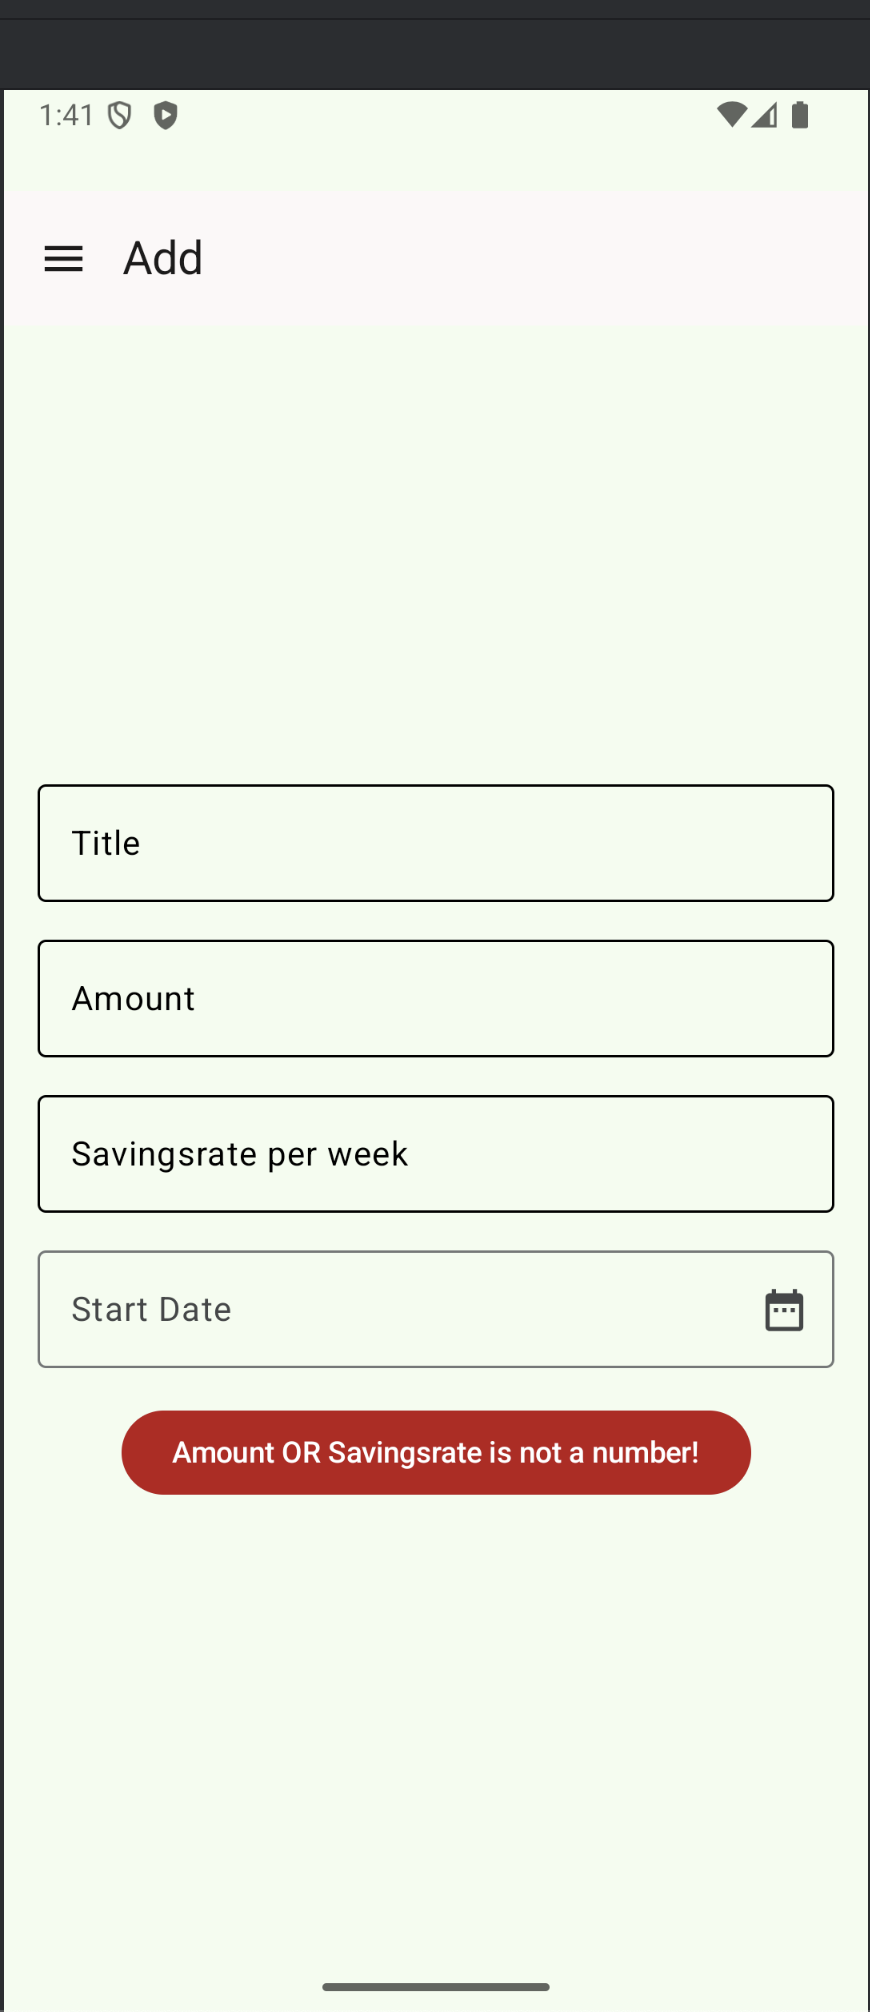 1:41
Add
Title
Amount
Savingsrate per week
Start Date
Amount OR Savingsrate is not a number!